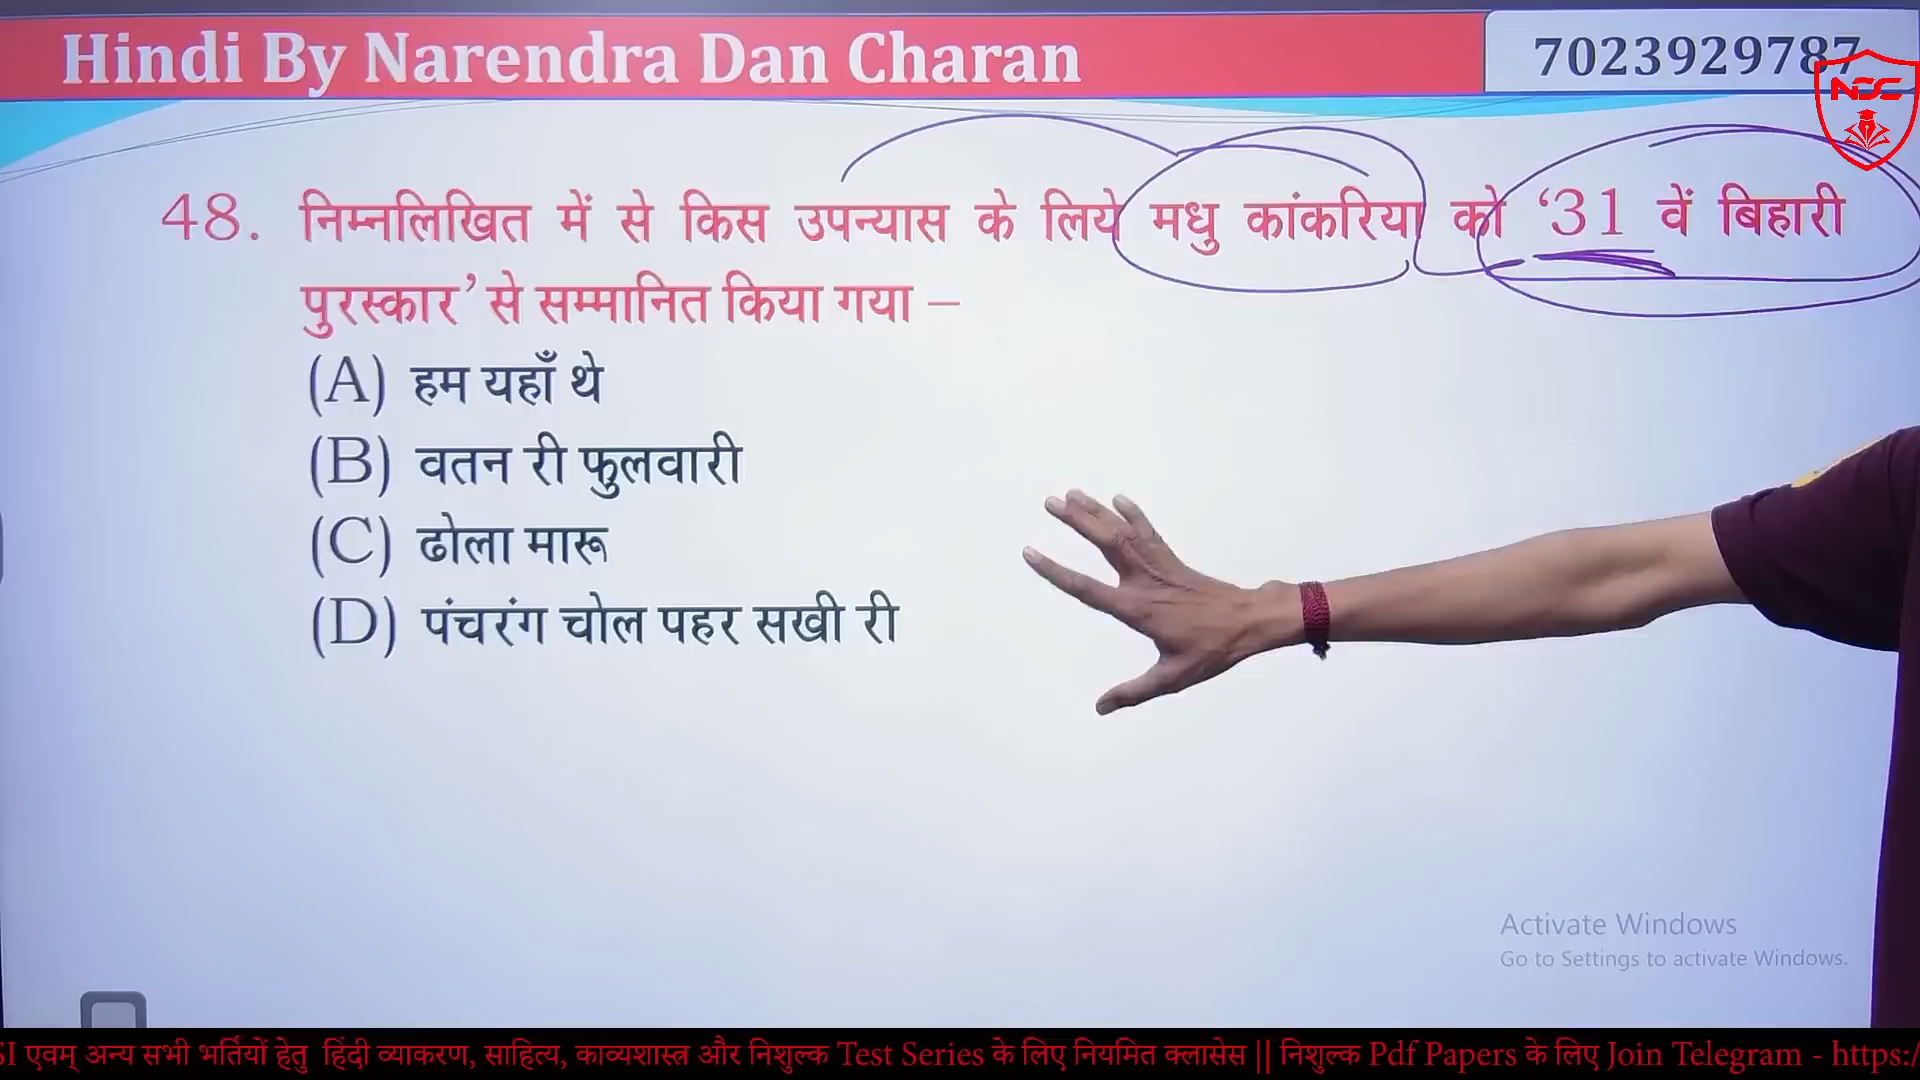 Hindi By Narendra Dan Charan
7023929787
NSC
48. निम्नलिखित में से किस उपन्यास के लिये मधु कांकरिया को ‘31 वें बिहारी
पुरस्कार’ से सम्मानित किया गया –
(A) हम यहाँ थे
(B) वतन री फुलवारी
(C) ढोला मारू
(D) पंचरंग चोल पहर सखी री
Activate Windows
Go to Settings to activate Windows.
SI एवम् अन्य सभी भर्तियों हेतु हिंदी व्याकरण, साहित्य, काव्यशास्त्र और निशुल्क Test Series के लिए नियमित क्लासेस || निशुल्क Pdf Papers के लिए Join Telegram - https:/